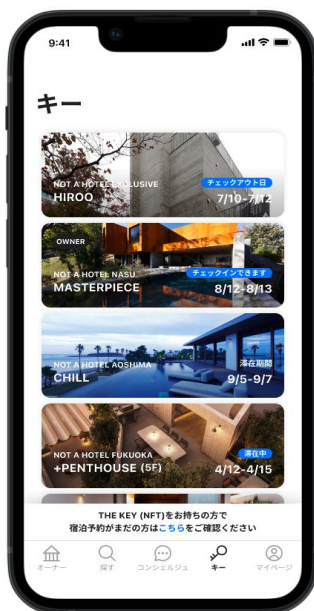 9:41
キー
NOT A HOTEL EXCLUSIVE
チェックアウト日
HIROO
7/10-7/12
OWNER
NOT A HOTEL NASU
チェックインできます
MASTERPIECE
8/12-8/13
NOT A HOTEL AOSHIMA
滞在期間
CHILL
9/5-9/7
NOT A HOTEL FUKUOKA
滞在中
+PENTHOUSE (5F)
4/12-4/15
THE KEY (NFT)をお持ちの方で
宿泊予約がまだの方はこちらをご確認ください
オーナー
探す
コンシェルジュ
キー
マイページ